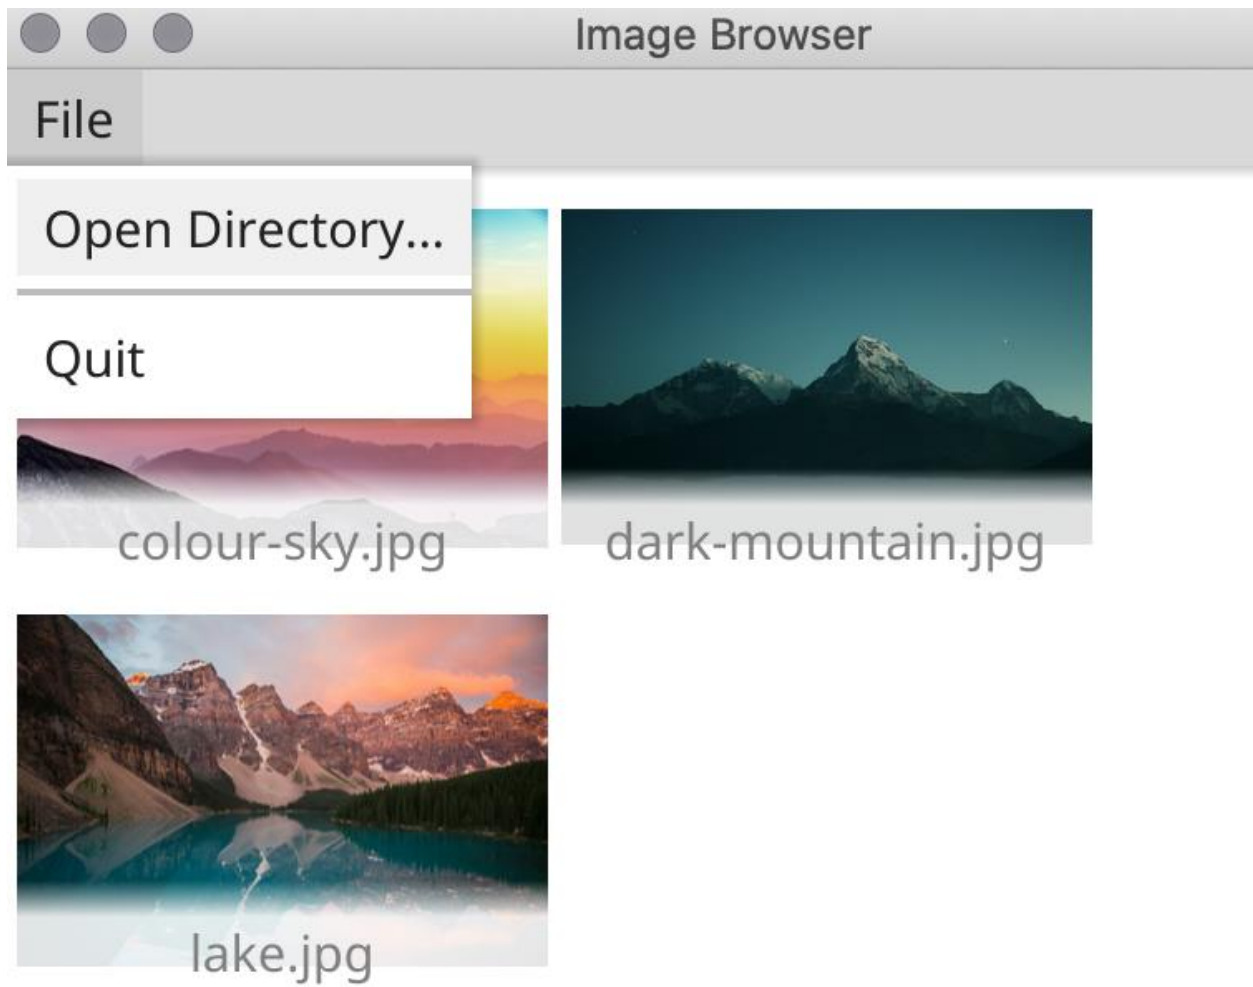 Image Browser
File
Open Directory...
Quit
colour-sky.jpg
dark-mountain.jpg
lake.jpg